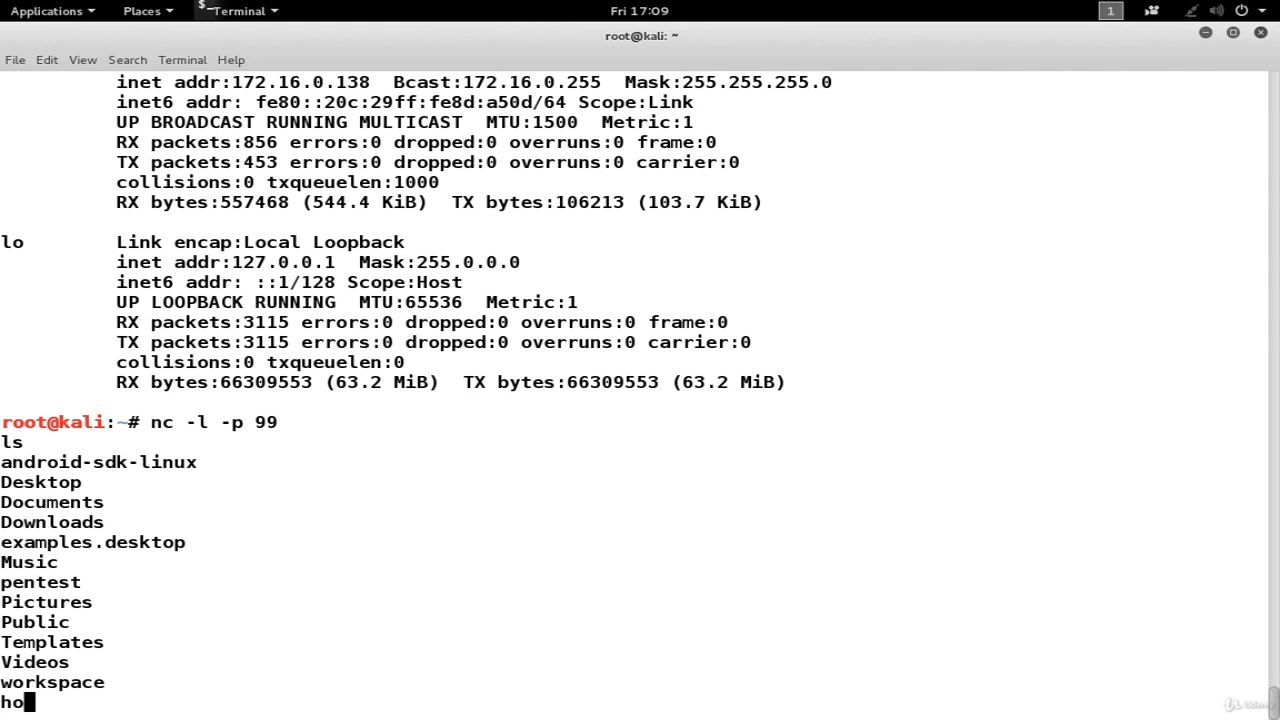 Applications Places Terminal Fri 17:09 1
root@kali: ~
File Edit View Search Terminal Help
inet addr:172.16.0.138 Bcast:172.16.0.255 Mask:255.255.255.0
inet6 addr: fe80::20c:29ff:fe8d:a50d/64 Scope:Link
UP BROADCAST RUNNING MULTICAST MTU:1500 Metric:1
RX packets:856 errors:0 dropped:0 overruns:0 frame:0
TX packets:453 errors:0 dropped:0 overruns:0 carrier:0
collisions:0 txqueuelen:1000
RX bytes:557468 (544.4 KiB) TX bytes:106213 (103.7 KiB)
lo Link encap:Local Loopback
inet addr:127.0.0.1 Mask:255.0.0.0
inet6 addr: ::1/128 Scope:Host
UP LOOPBACK RUNNING MTU:65536 Metric:1
RX packets:3115 errors:0 dropped:0 overruns:0 frame:0
TX packets:3115 errors:0 dropped:0 overruns:0 carrier:0
collisions:0 txqueuelen:0
RX bytes:66309553 (63.2 MiB) TX bytes:66309553 (63.2 MiB)
root@kali:~# nc -l -p 99
ls
android-sdk-linux
Desktop
Documents
Downloads
examples.desktop
Music
pentest
Pictures
Public
Templates
Videos
workspace
ho
Udemy